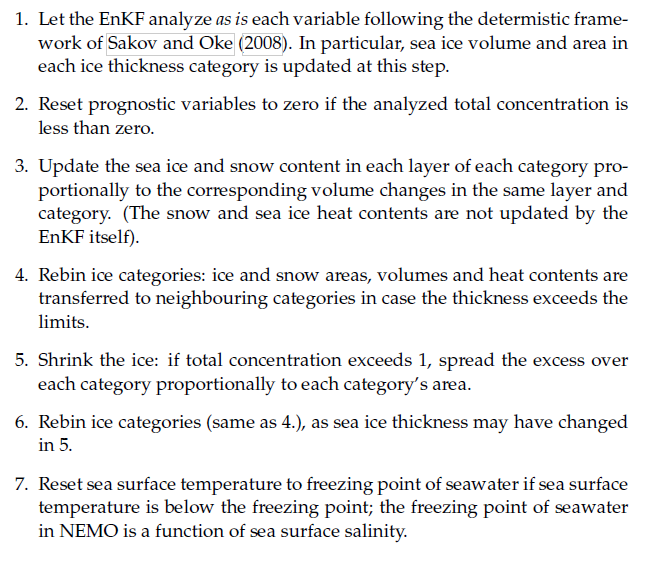 1. Let the EnKF analyze as is each variable following the determistic frame-
work of Sakov and Oke (2008). In particular, sea ice volume and area in
each ice thickness category is updated at this step.
2. Reset prognostic variables to zero if the analyzed total concentration is
less than zero.
3. Update the sea ice and snow content in each layer of each category pro-
portionally to the corresponding volume changes in the same layer and
category. (The snow and sea ice heat contents are not updated by the
EnKF itself).
4. Rebin ice categories: ice and snow areas, volumes and heat contents are
transferred to neighbouring categories in case the thickness exceeds the
limits.
5. Shrink the ice: if total concentration exceeds 1, spread the excess over
each category proportionally to each category's area.
6. Rebin ice categories (same as 4.), as sea ice thickness may have changed
in 5.
7. Reset sea surface temperature to freezing point of seawater if sea surface
temperature is below the freezing point; the freezing point of seawater
in NEMO is a function of sea surface salinity.